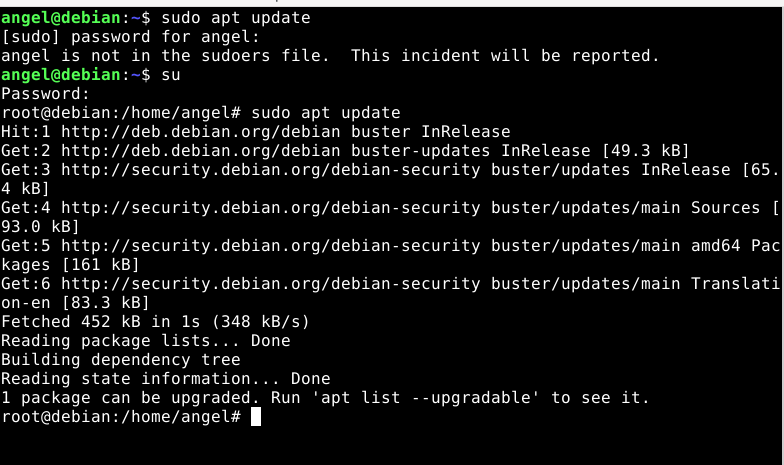 angel@debian:~$ sudo apt update
[sudo] password for angel:
angel is not in the sudoers file.  This incident will be reported.
angel@debian:~$ su
Password:
root@debian:/home/angel# sudo apt update
Hit:1 http://deb.debian.org/debian buster InRelease
Get:2 http://deb.debian.org/debian buster-updates InRelease [49.3 kB]
Get:3 http://security.debian.org/debian-security buster/updates InRelease [65.
4 kB]
Get:4 http://security.debian.org/debian-security buster/updates/main Sources [
93.0 kB]
Get:5 http://security.debian.org/debian-security buster/updates/main amd64 Pac
kages [161 kB]
Get:6 http://security.debian.org/debian-security buster/updates/main Translati
on-en [83.3 kB]
Fetched 452 kB in 1s (348 kB/s)
Reading package lists... Done
Building dependency tree
Reading state information... Done
1 package can be upgraded. Run 'apt list --upgradable' to see it.
root@debian:/home/angel#